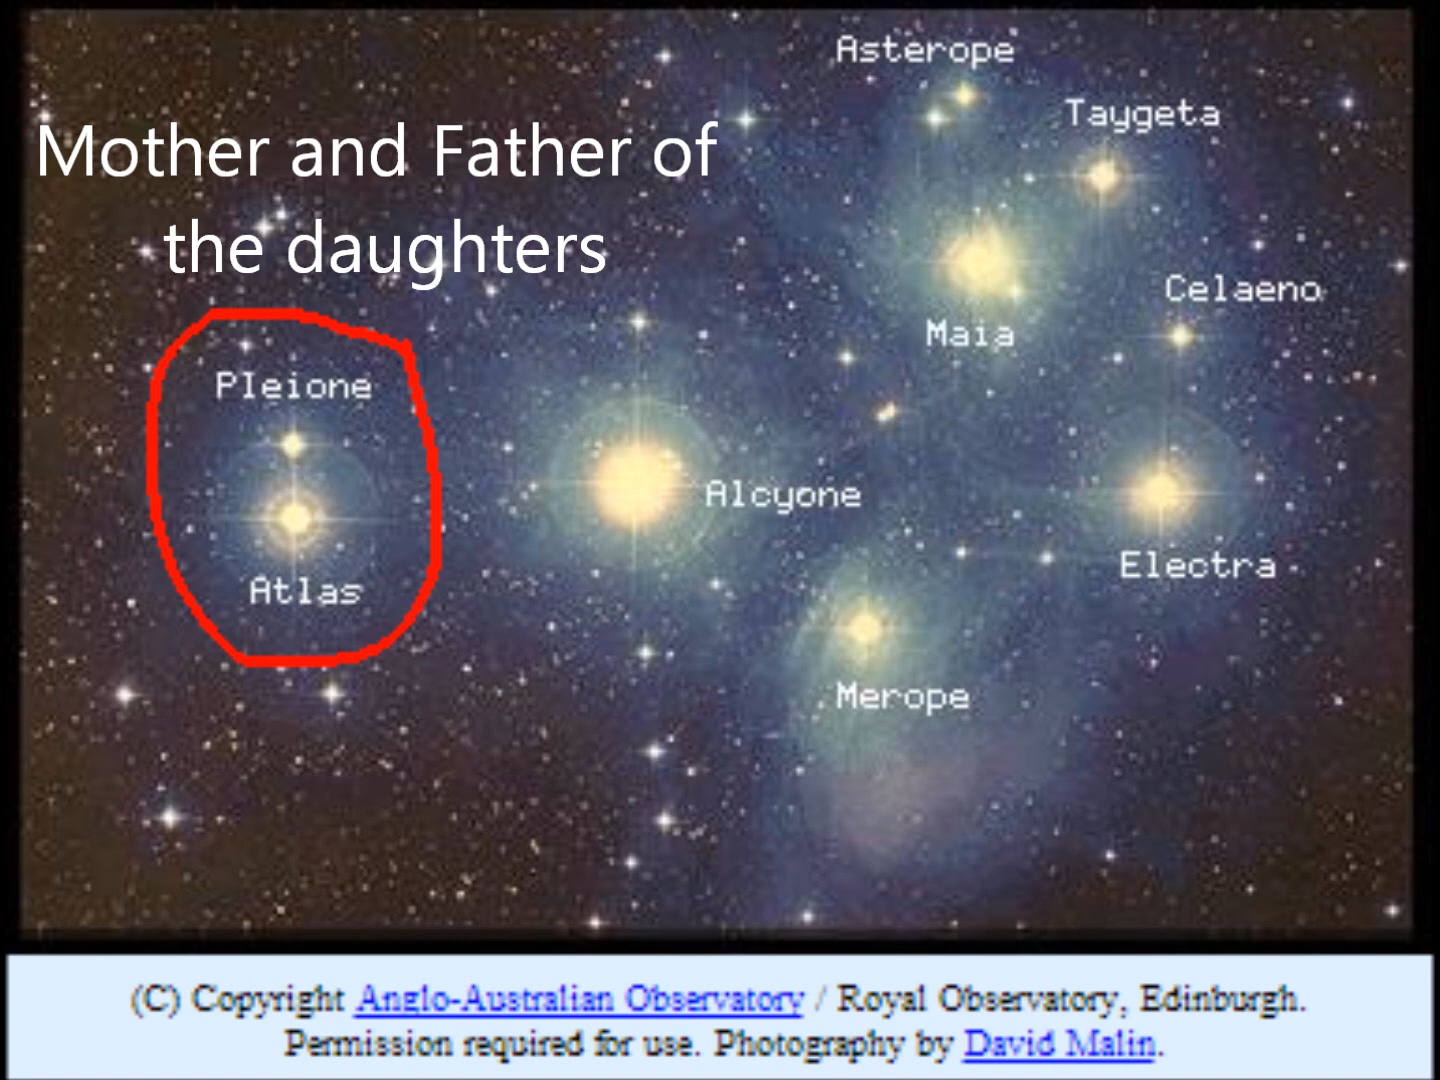 Asterope
Taygeta
Mother and Father of
the daughters
Celaeno
Maia
Pleione
Alcyone
Electra
Atlas
Merope
(C) Copyright Anglo-Australian Observatory / Royal Observatory, Edinburgh.
Permission required for use. Photography by David Malin.